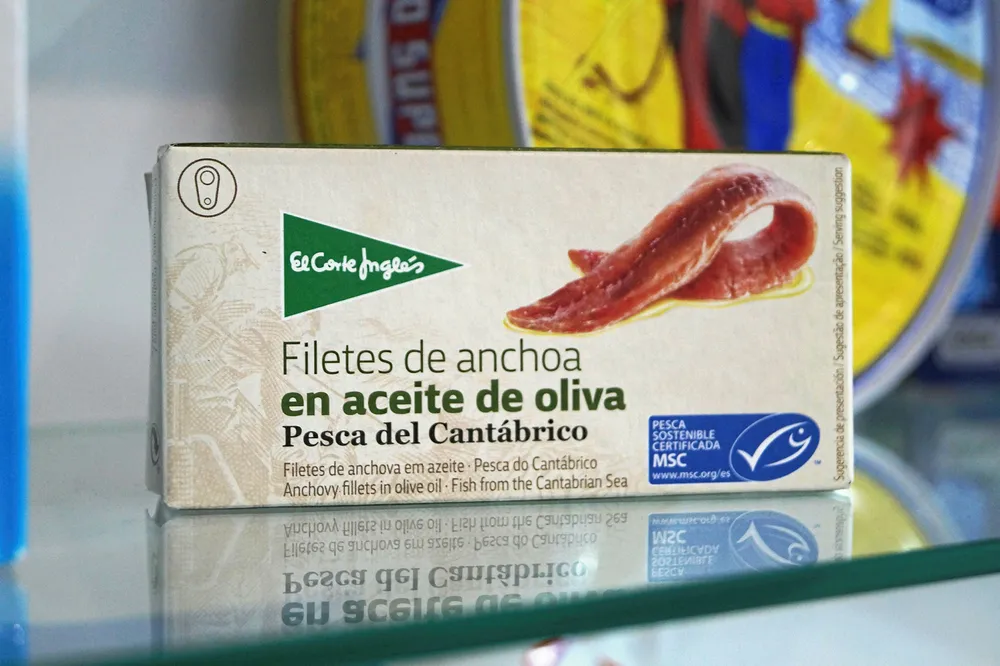 El Corte Inglés
Filetes de anchoa
en aceite de oliva
Pesca del Cantábrico
Filetes de anchova em azeite · Pesca do Cantábrico
Anchovy fillets in olive oil · Fish from the Cantabrian Sea
PESCA
SOSTENIBLE
CERTIFICADA
MSC
www.msc.org/es
TM
Sugerencia de presentación / Sugestão de apresentação / Serving suggestion